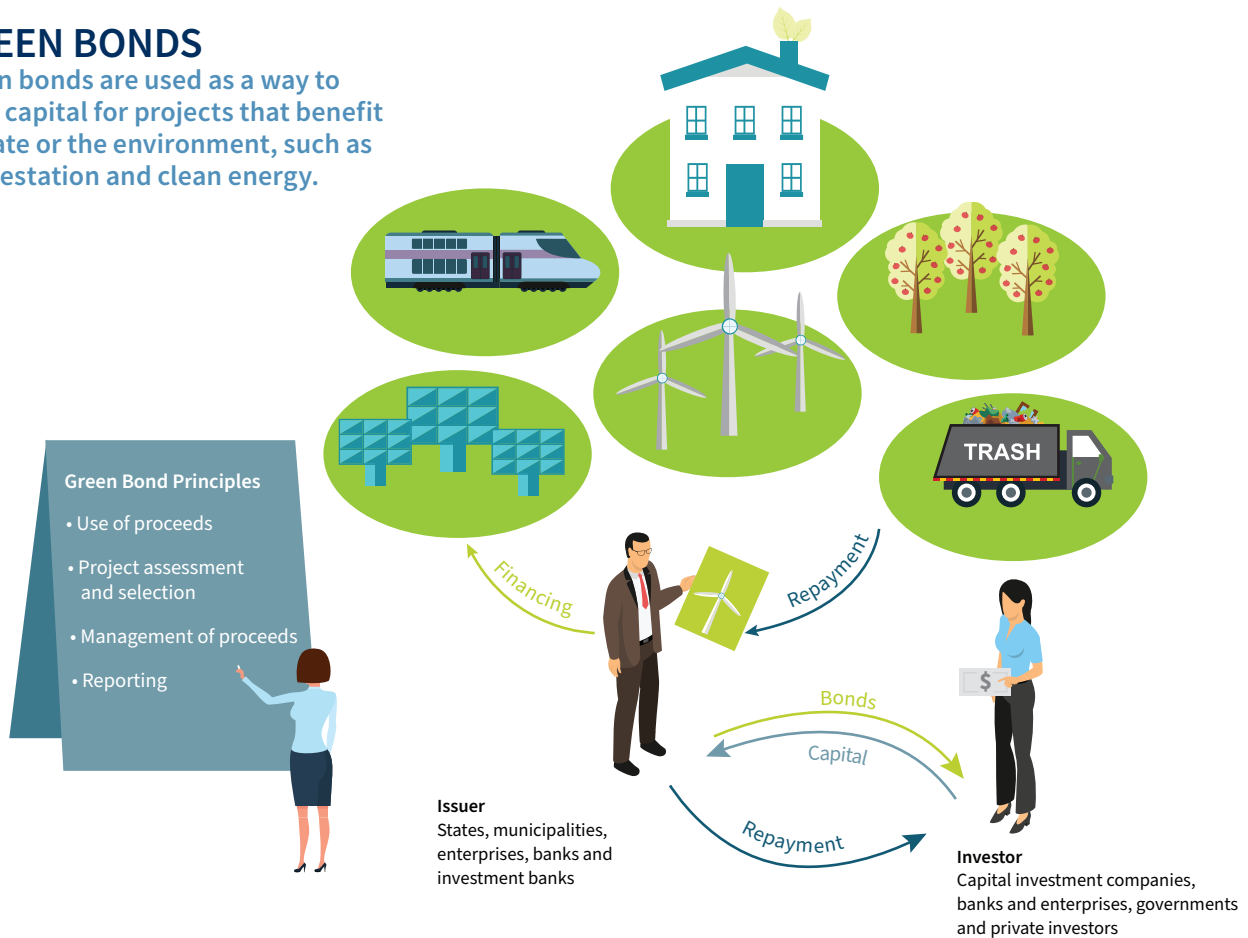 EEN BONDS
n bonds are used as a way to
capital for projects that benefit
ate or the environment, such as
estation and clean energy.
TRASH
Green Bond Principles
• Use of proceeds
• Project assessment
and selection
• Management of proceeds
• Reporting
Financing
Repayment
$
Bonds
Capital
Repayment
Issuer
States, municipalities,
enterprises, banks and
investment banks
Investor
Capital investment companies,
banks and enterprises, governments
and private investors